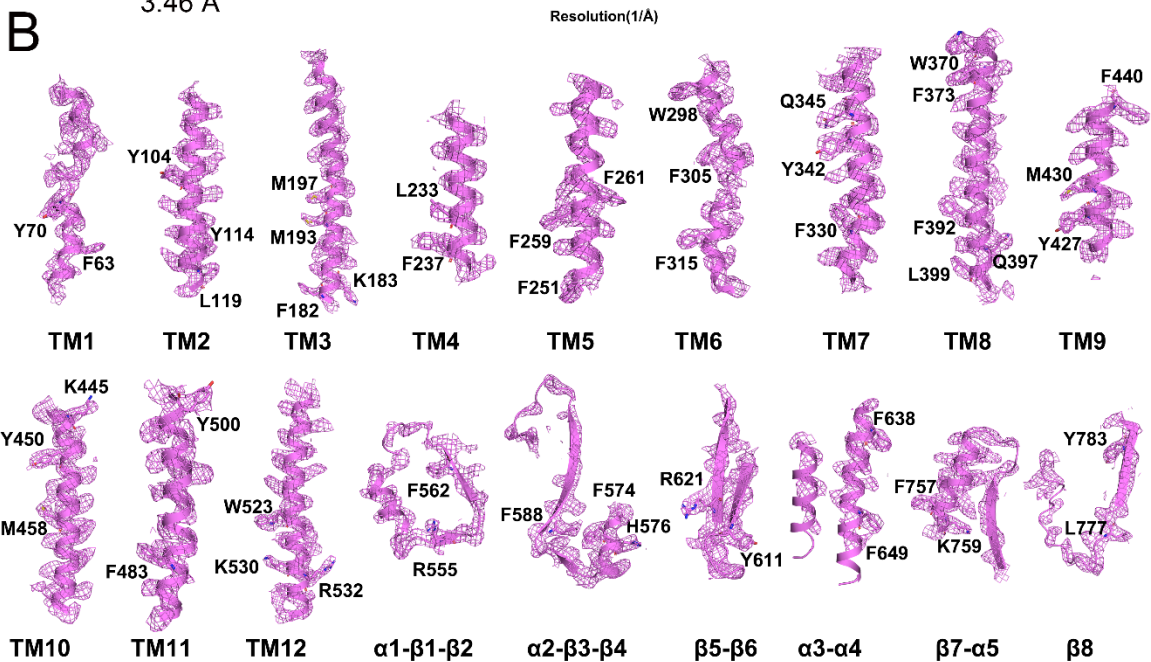 3.46 Å
Resolution(1/Å)
B
Y70
F63
TM1
Y104
Y114
L119
TM2
M197
M193
K183
F182
TM3
L233
F237
TM4
F261
F259
F251
TM5
W298
F305
F315
TM6
Q345
Y342
F330
TM7
W370
F373
F392
Q397
L399
TM8
F440
M430
Y427
TM9
K445
Y450
M458
TM10
Y500
F483
TM11
W523
K530
R532
TM12
F562
R555
α1-β1-β2
F574
F588
H576
α2-β3-β4
R621
Y611
β5-β6
F638
F649
α3-α4
F757
K759
β7-α5
Y783
L777
β8